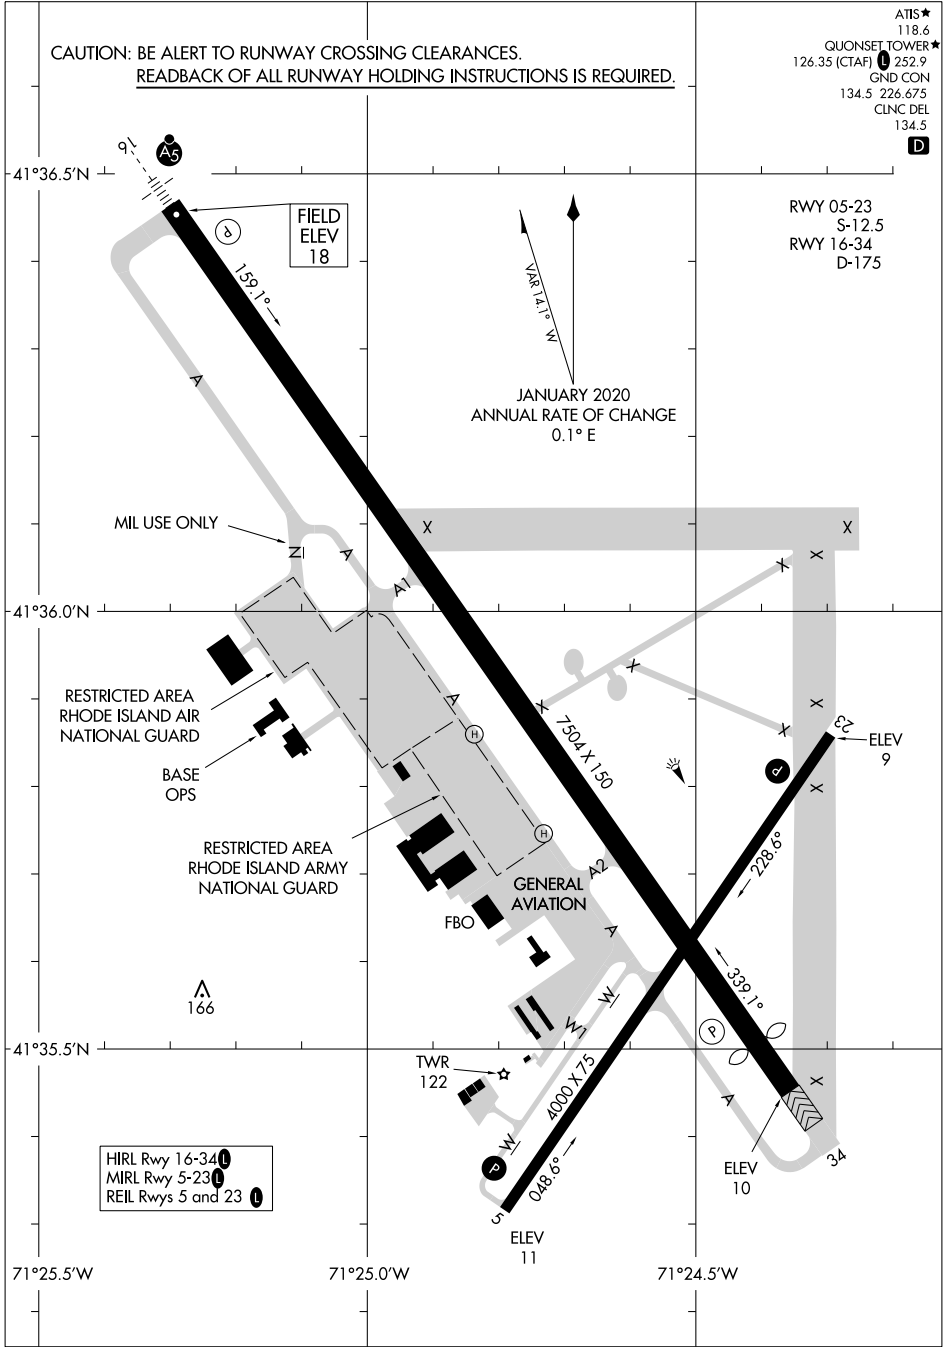 ATIS★
118.6
QUONSET TOWER★
126.35 (CTAF) L 252.9
GND CON
134.5 226.675
CLNC DEL
134.5
D
CAUTION: BE ALERT TO RUNWAY CROSSING CLEARANCES.
READBACK OF ALL RUNWAY HOLDING INSTRUCTIONS IS REQUIRED.
16
A5
41°36.5'N
FIELD
ELEV
18
P
159.1°
VAR 14.1° W
JANUARY 2020
ANNUAL RATE OF CHANGE
0.1° E
RWY 05-23
S-12.5
RWY 16-34
D-175
A
MIL USE ONLY
N
A
X
X
X
X
A1
41°36.0'N
RESTRICTED AREA
RHODE ISLAND AIR
NATIONAL GUARD
A
X
X
X
X
H
7504 X 150
23
ELEV
9
P
X
BASE
OPS
RESTRICTED AREA
RHODE ISLAND ARMY
NATIONAL GUARD
H
A2
228.6°
GENERAL
AVIATION
FBO
A
339.1°
166
W
W1
P
41°35.5'N
TWR
122
4000 X 75
X
A
W
P
048.6°
5
ELEV
11
ELEV
10
34
HIRL Rwy 16-34 L
MIRL Rwy 5-23 L
REIL Rwys 5 and 23 L
71°25.5'W
71°25.0'W
71°24.5'W